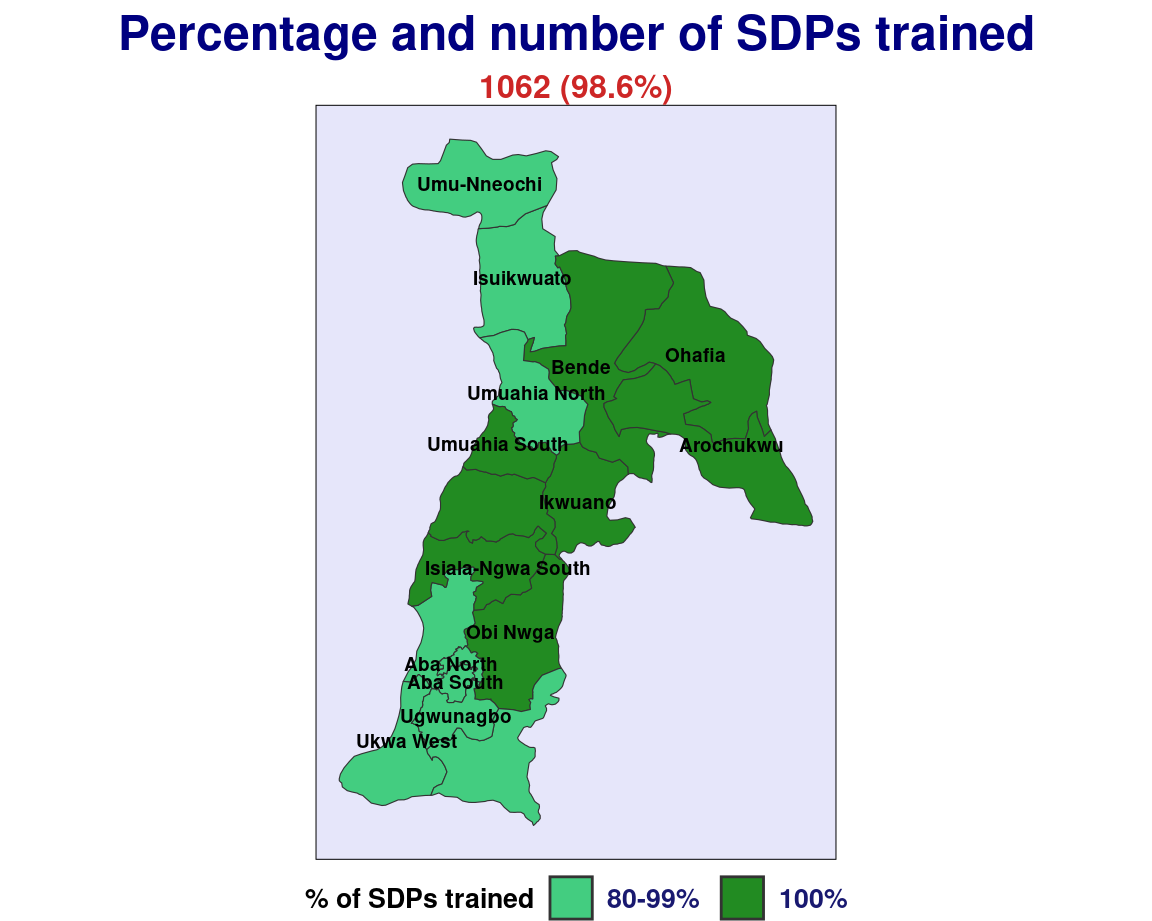 Percentage and number of SDPs trained
1062 (98.6%)
Umu-Nneochi
Isuikwuato
Ohafia
Bende
Umuahia North
Umuahia South
Arochukwu
Ikwuano
Isiala-Ngwa South
Obi Nwga
Aba North
Aba South
Ugwunagbo
Ukwa West
% of SDPs trained 80-99% 100%